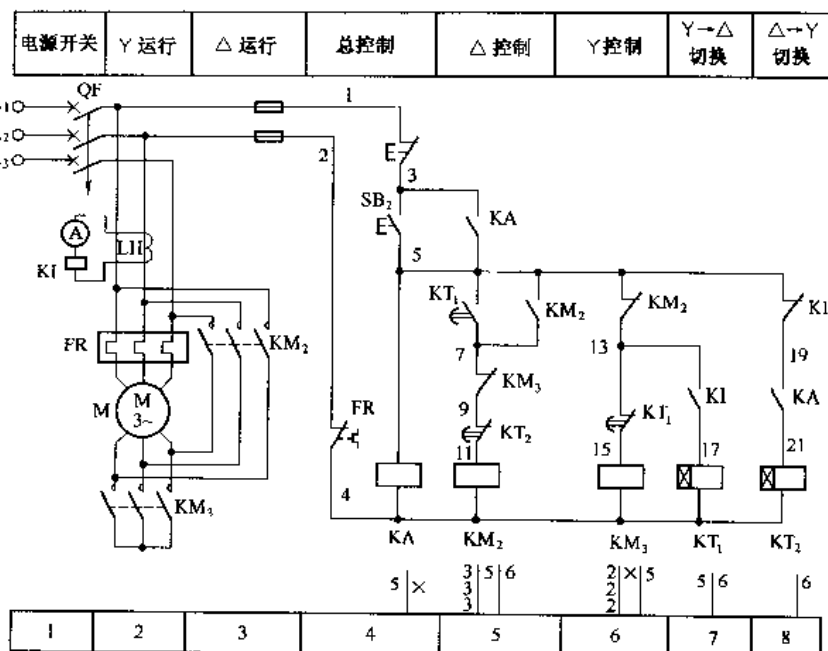 电源开关 Y 运行 △ 运行 总控制 △ 控制 Y控制 Y→△ 切换 △→Y 切换
QF
1
1
2
2
3
3
SB₂
KA
A
LH
KI
5
KT₁
KM₂
KM₂
KI
7
13
19
FR
KM₂
KM₃
KI
KA
9
M
M
3~
FR
KT₂
KT₁
11
15
17
21
4
KM₃
KA
KM₂
KM₃
KT₁
KT₂
5 ×
3 5 6
3
3
2 × 5
2
2
5 6
6
1 2 3 4 5 6 7 8